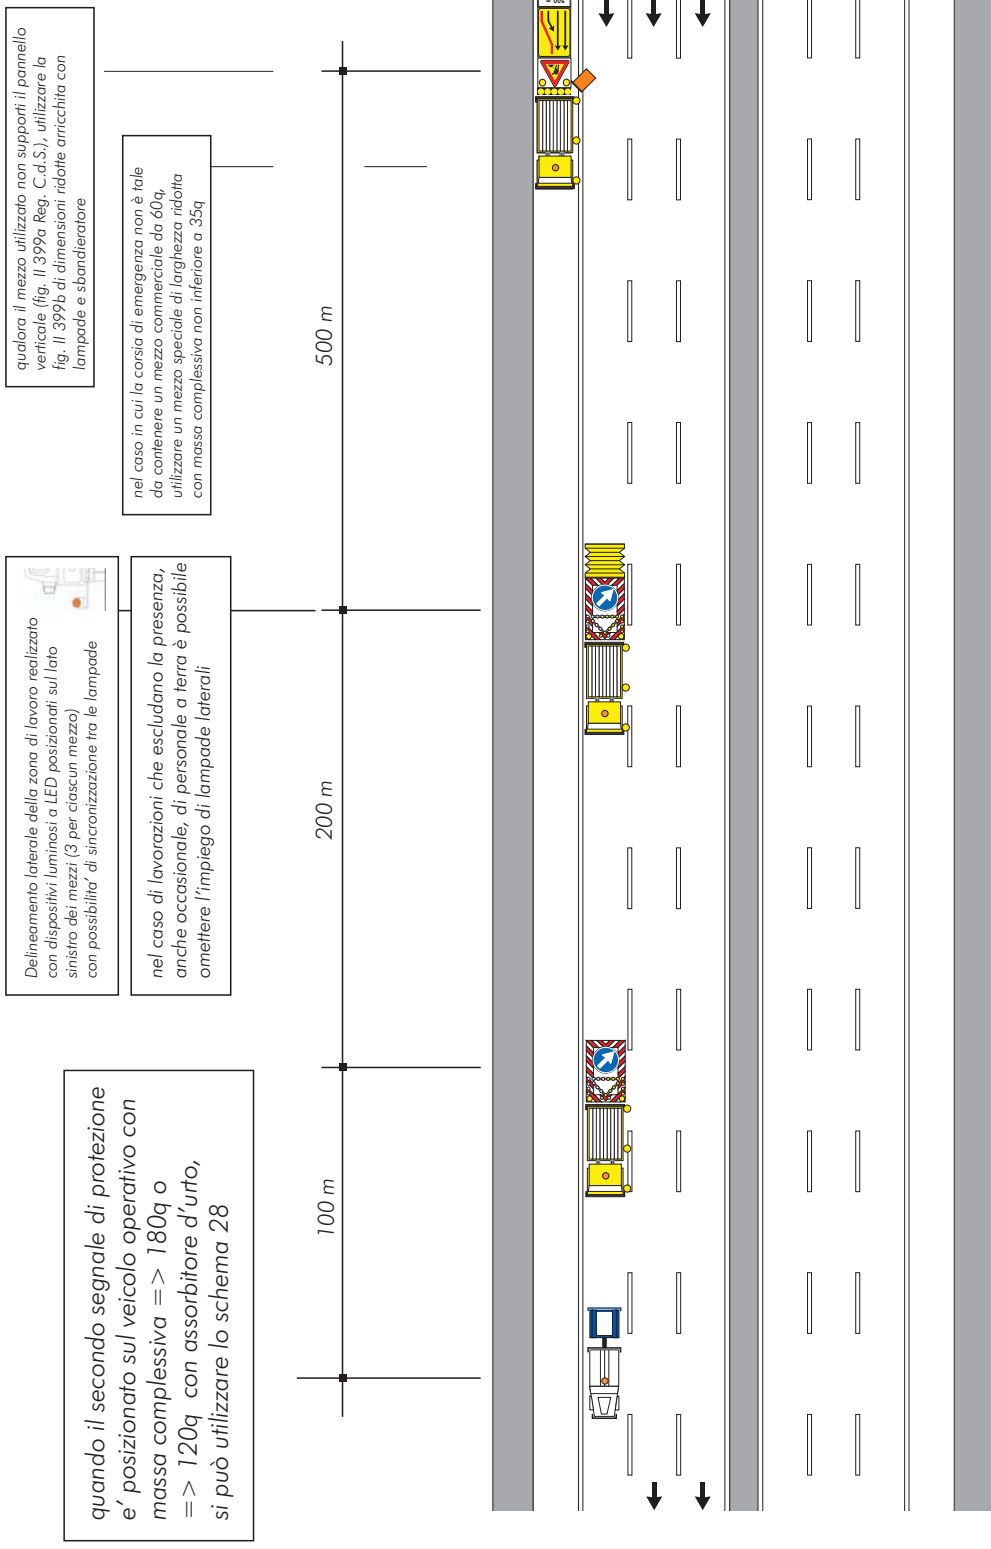 qualora il mezzo utilizzato non supporti il pannello
verticale (fig. II 399a Reg. C.d.S.), utilizzare la
fig. II 399b di dimensioni ridotte arricchita con
lampade e sbandieratore
nel caso in cui la corsia di emergenza non è tale
da contenere un mezzo commerciale da 60q,
utilizzare un mezzo speciale di larghezza ridotta
con massa complessiva non inferiore a 35q
500 m
500 m
Delineamento laterale della zona di lavoro realizzato
con dispositivi luminosi a LED posizionati sul lato
sinistro dei mezzi (3 per ciascun mezzo)
con possibilita' di sincronizzazione tra le lampade
nel caso di lavorazioni che escludano la presenza,
anche occasionale, di personale a terra è possibile
omettere l'impiego di lampade laterali
200 m
quando il secondo segnale di protezione
e' posizionato sul veicolo operativo con
massa complessiva => 180q o
=> 120q con assorbitore d'urto,
si può utilizzare lo schema 28
100 m